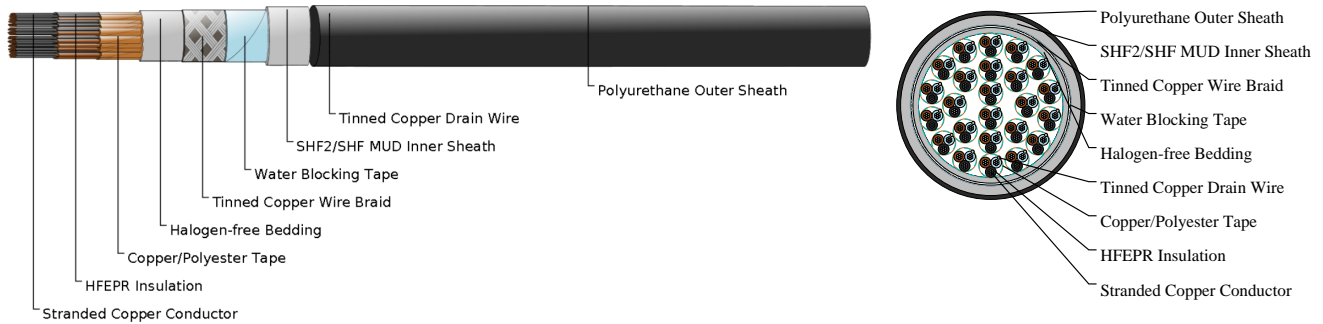 Polyurethane Outer Sheath
Tinned Copper Drain Wire
SHF2/SHF MUD Inner Sheath
Water Blocking Tape
Tinned Copper Wire Braid
Halogen-free Bedding
Copper/Polyester Tape
HFEPR Insulation
Stranded Copper Conductor
Polyurethane Outer Sheath
SHF2/SHF MUD Inner Sheath
Tinned Copper Wire Braid
Water Blocking Tape
Halogen-free Bedding
Tinned Copper Drain Wire
Copper/Polyester Tape
HFEPR Insulation
Stranded Copper Conductor